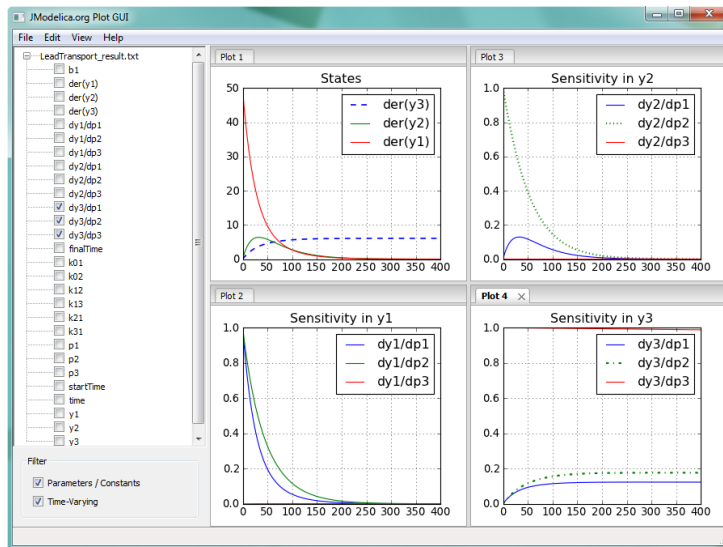 JModelica.org Plot GUI
File Edit View Help
LeadTransport_result.txt
b1
der(y1)
der(y2)
der(y3)
dy1/dp1
dy1/dp2
dy1/dp3
dy2/dp1
dy2/dp2
dy2/dp3
dy3/dp1
dy3/dp2
dy3/dp3
finalTime
k01
k02
k12
k13
k21
k31
p1
p2
p3
startTime
time
y1
y2
y3
Filter
Parameters / Constants
Time-Varying
Plot 1
States
50
40
30
20
10
0
0 50 100 150 200 250 300 350 400
der(y3)
der(y2)
der(y1)
Plot 3
Sensitivity in y2
1.0
0.8
0.6
0.4
0.2
0.0
0 50 100 150 200 250 300 350 400
dy2/dp1
dy2/dp2
dy2/dp3
Plot 2
Sensitivity in y1
1.0
0.8
0.6
0.4
0.2
0.0
0 50 100 150 200 250 300 350 400
dy1/dp1
dy1/dp2
dy1/dp3
Plot 4
Sensitivity in y3
1.0
0.8
0.6
0.4
0.2
0.0
0 50 100 150 200 250 300 350 400
dy3/dp1
dy3/dp2
dy3/dp3